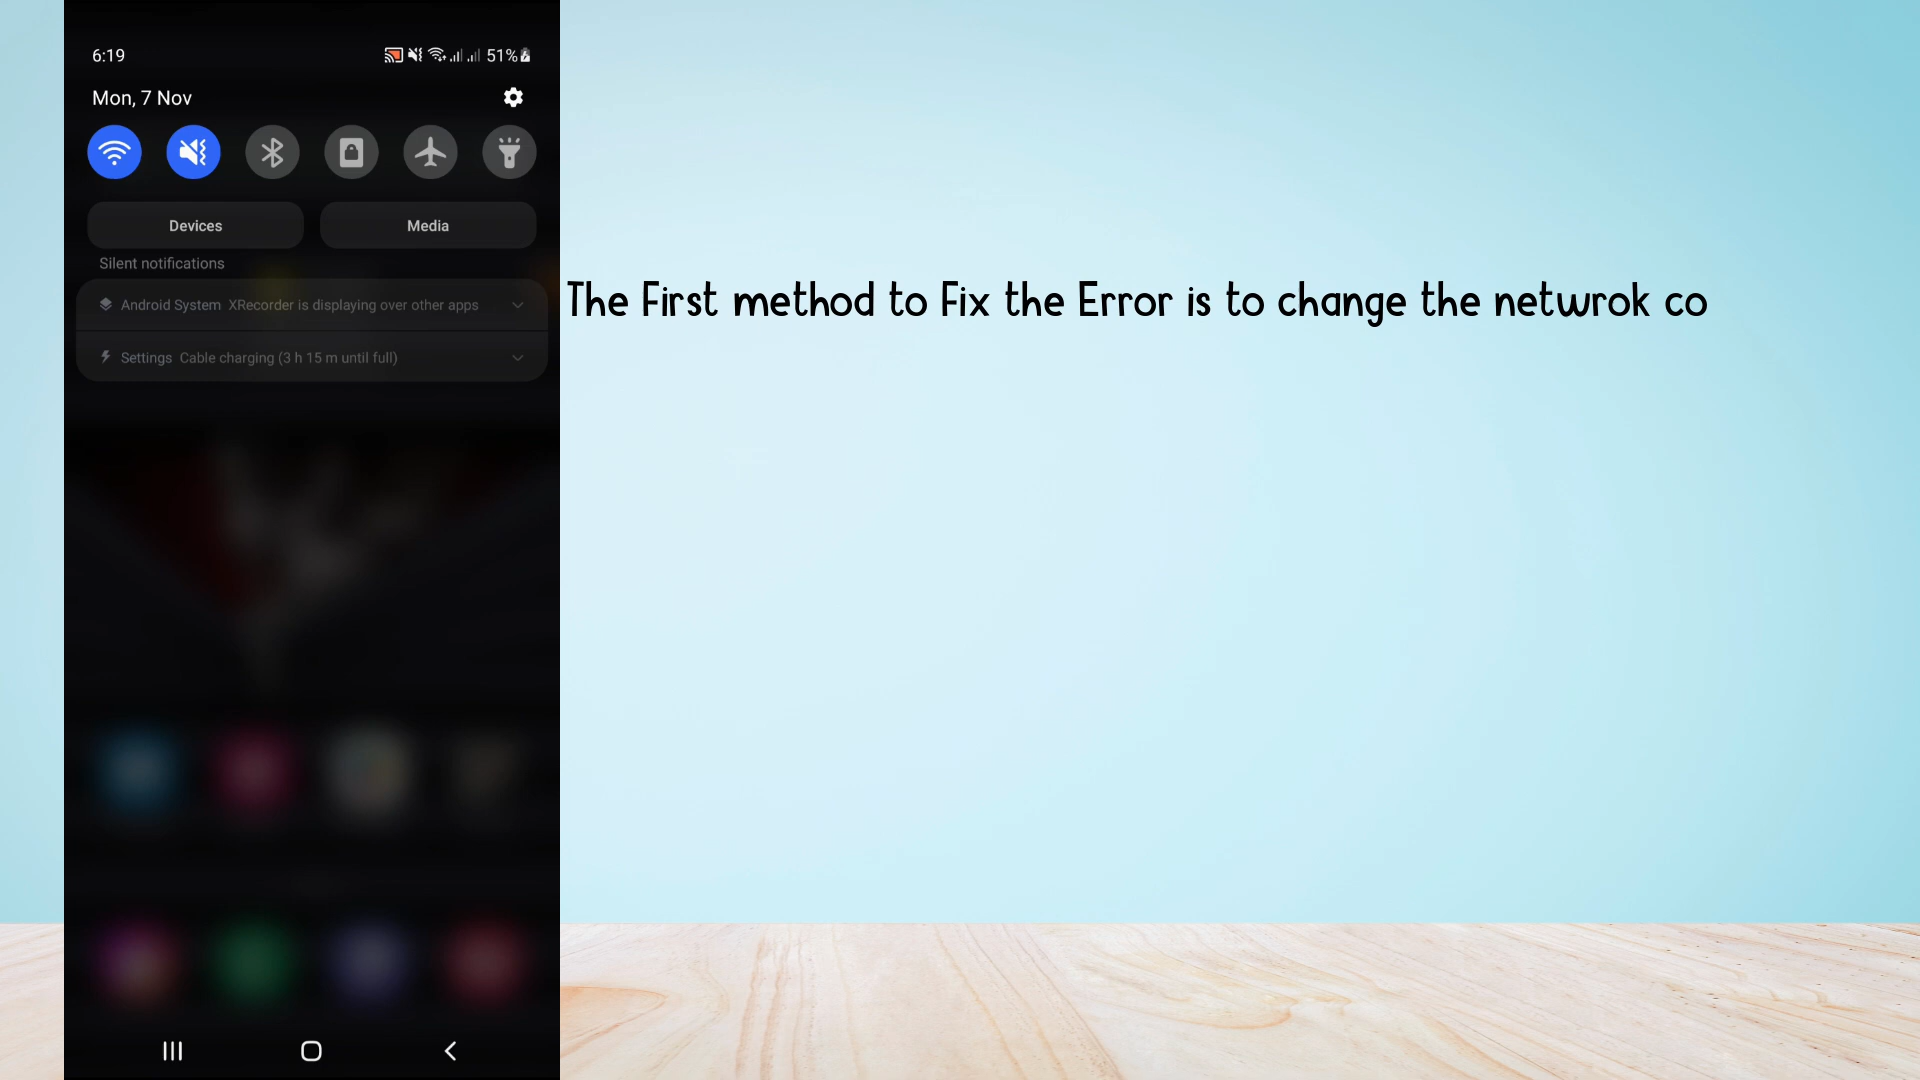 6:19
51%
Mon, 7 Nov
Devices
Media
Silent notifications
Android System XRecorder is displaying over other apps
Settings Cable charging (3 h 15 m until full)
The First method to Fix the Error is to change the netwrok co